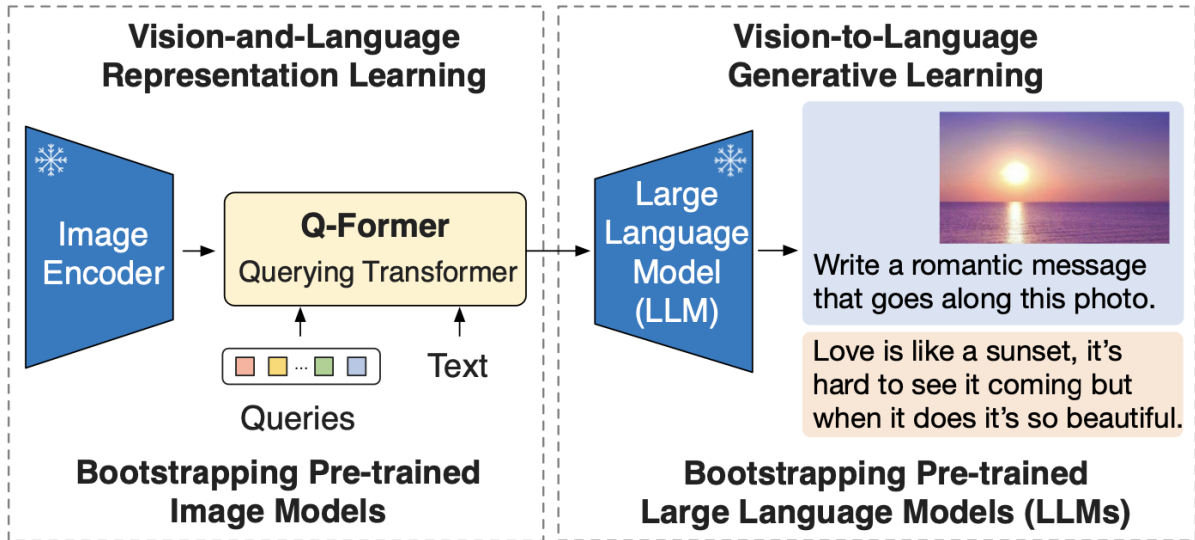 Vision-and-Language
Representation Learning
Image
Encoder
Q-Former
Querying Transformer
...
Queries
Text
Bootstrapping Pre-trained
Image Models
Vision-to-Language
Generative Learning
Large
Language
Model
(LLM)
Write a romantic message
that goes along this photo.
Love is like a sunset, it's
hard to see it coming but
when it does it's so beautiful.
Bootstrapping Pre-trained
Large Language Models (LLMs)